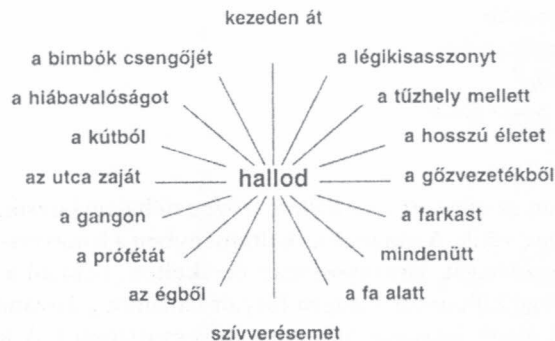 kezeden át
a bimbók csengőjét
a légikisasszonyt
a hiábavalóságot
a tűzhely mellett
a kútból
a hosszú életet
az utca zaját
hallod
a gőzvezetékből
a gangon
a farkast
a prófétát
mindenütt
az égből
a fa alatt
szívverésemet